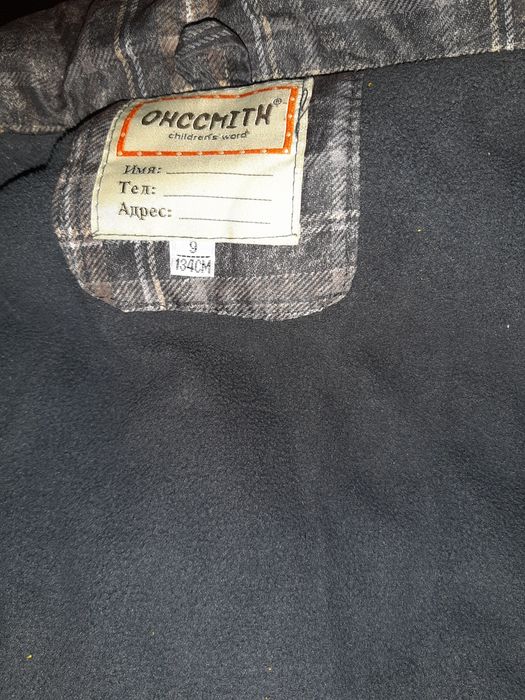 OHCCMITH®
children's word
Имя:
Тел:
Адрес:
9
134CM